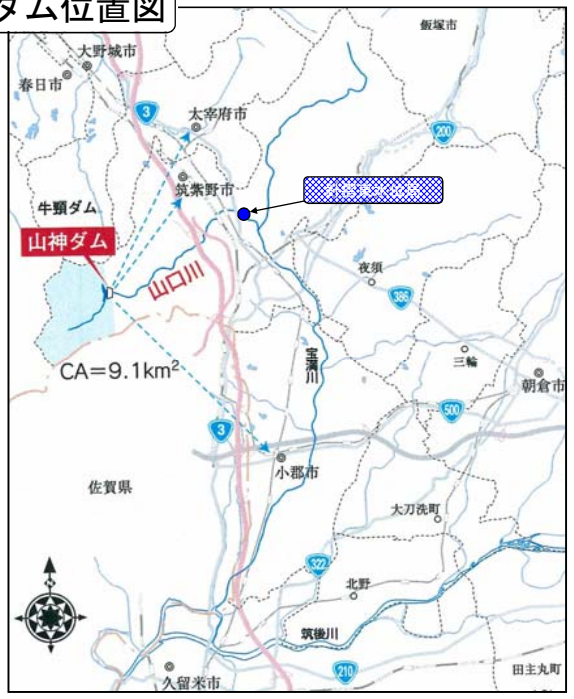 ダム位置図
飯塚市
大野城市
春日市
3
太宰府市
200
筑紫野市
牛頸ダム
山神ダム
山口川
夜須
386
CA=9.1km²
宝満川
三輪
朝倉市
500
3
小郡市
佐賀県
大刀洗町
322
北野
筑後川
210
田主丸町
久留米市